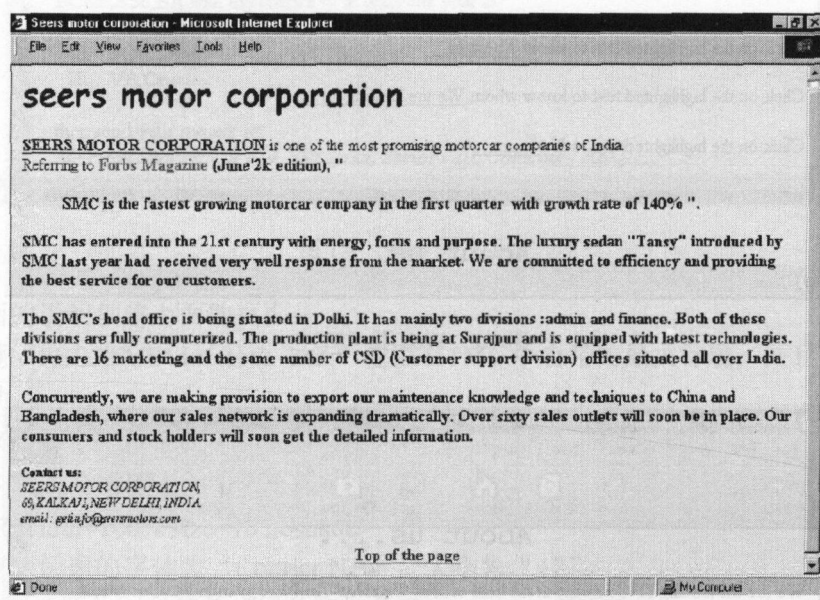 Seers motor corporation - Microsoft Internet Explorer
File Edit View Favorites Tools Help
seers motor corporation
SEERS MOTOR CORPORATION is one of the most promising motorcar companies of India.
Referring to Forbs Magazine (June'2k edition), "
SMC is the fastest growing motorcar company in the first quarter with growth rate of 140% ".
SMC has entered into the 21st century with energy, focus and purpose. The luxury sedan "Tansy" introduced by
SMC last year had received very well response from the market. We are committed to efficiency and providing
the best service for our customers.
The SMC's head office is being situated in Delhi. It has mainly two divisions :admin and finance. Both of these
divisions are fully computerized. The production plant is being at Surajpur and is equipped with latest technologies.
There are 16 marketing and the same number of CSD (Customer support division) offices situated all over India.
Concurrently, we are making provision to export our maintenance knowledge and techniques to China and
Bangladesh, where our sales network is expanding dramatically. Over sixty sales outlets will soon be in place. Our
consumers and stock holders will soon get the detailed information.
Contact us:
SEERS MOTOR CORPORATION,
69, KALKAJI, NEW DELHI, INDIA
email : getinfo@seersmotors.com
Top of the page
Done My Computer